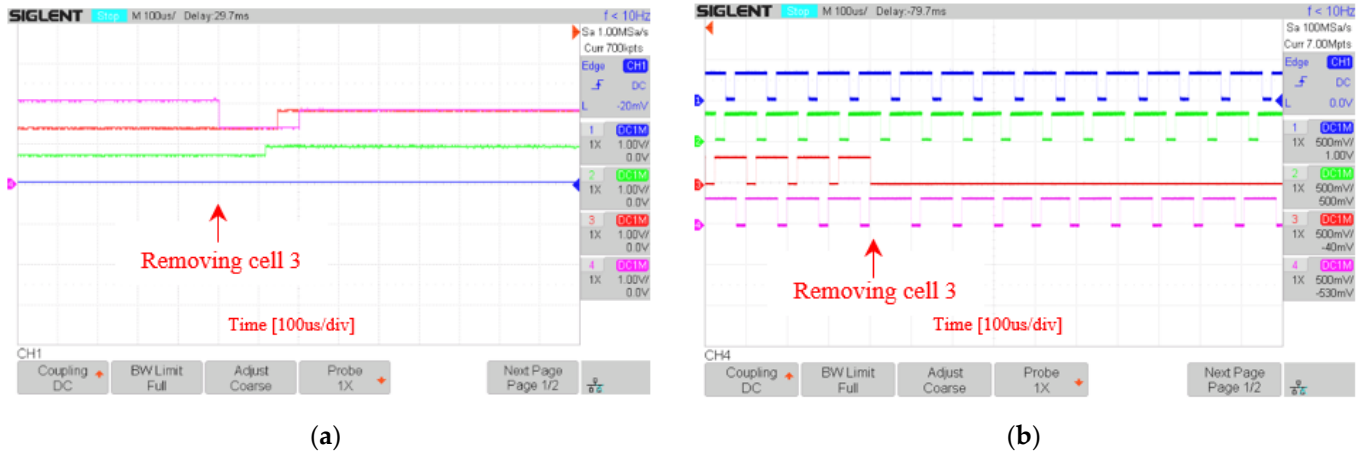 SIGLENT Stop M 100us/ Delay:29.7ms f < 10Hz
Sa 1.00MSa/s
Curr 700kpts
Edge CH1
DC
L -20mV
1 DC1M
1X 1.00V/
0.0V
2 DC1M
1X 1.00V/
0.0V
3 DC1M
1X 1.00V/
0.0V
4 DC1M
1X 1.00V/
0.0V
4
Removing cell 3
Time [100us/div]
CH1
Coupling DC
BW Limit Full
Adjust Coarse
Probe 1X
Next Page Page 1/2
(a)
SIGLENT Stop M 100us/ Delay:-79.7ms f < 10Hz
Sa 100MSa/s
Curr 7.00Mpts
Edge CH1
DC
L 0.0V
1 DC1M
1X 500mV/
1.00V
2 DC1M
1X 500mV/
500mV
3 DC1M
1X 500mV/
-40mV
4 DC1M
1X 500mV/
-530mV
1
2
3
4
Removing cell 3
Time [100us/div]
CH4
Coupling DC
BW Limit Full
Adjust Coarse
Probe 1X
Next Page Page 1/2
(b)